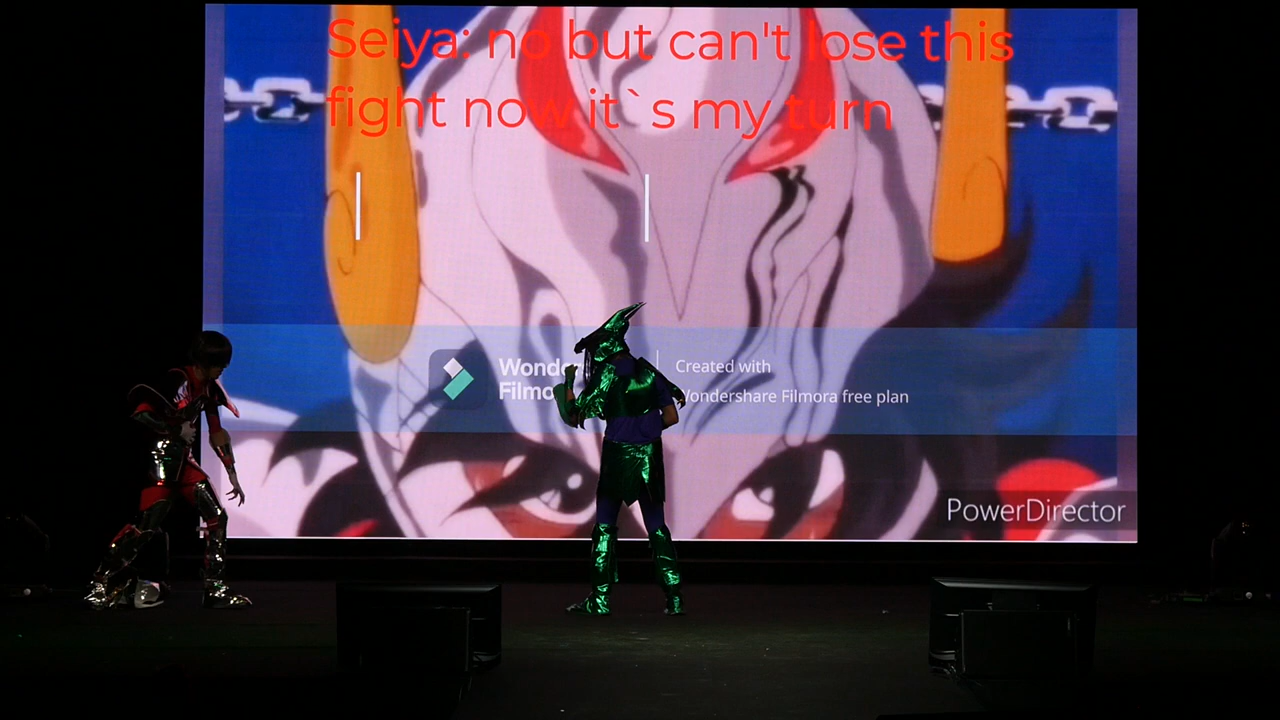 Seiya: no but can't lose this
fight now it`s my turn
Created with
Wondershare Filmora free plan
PowerDirector